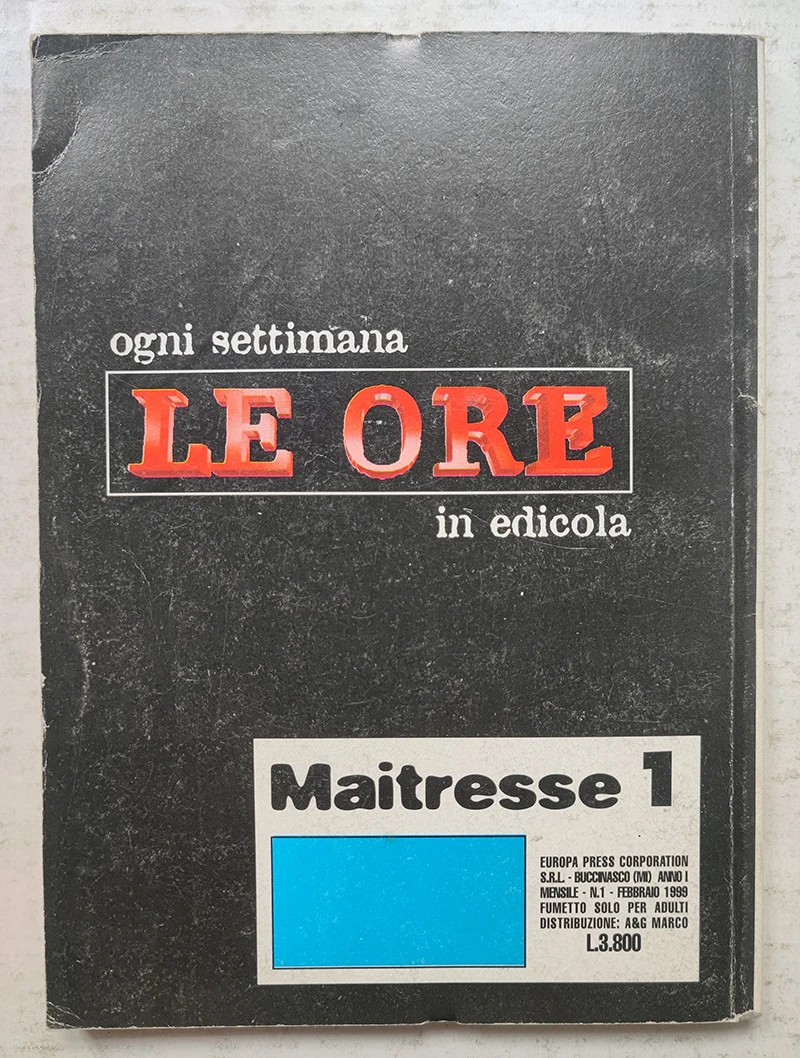 ogni settimana
LE ORE
in edicola
Maitresse 1
EUROPA PRESS CORPORATION
S.R.L. - BUCCINASCO (MI) ANNO I
MENSILE - N.1 - FEBBRAIO 1999
FUMETTO SOLO PER ADULTI
DISTRIBUZIONE: A&G MARCO
L.3.800